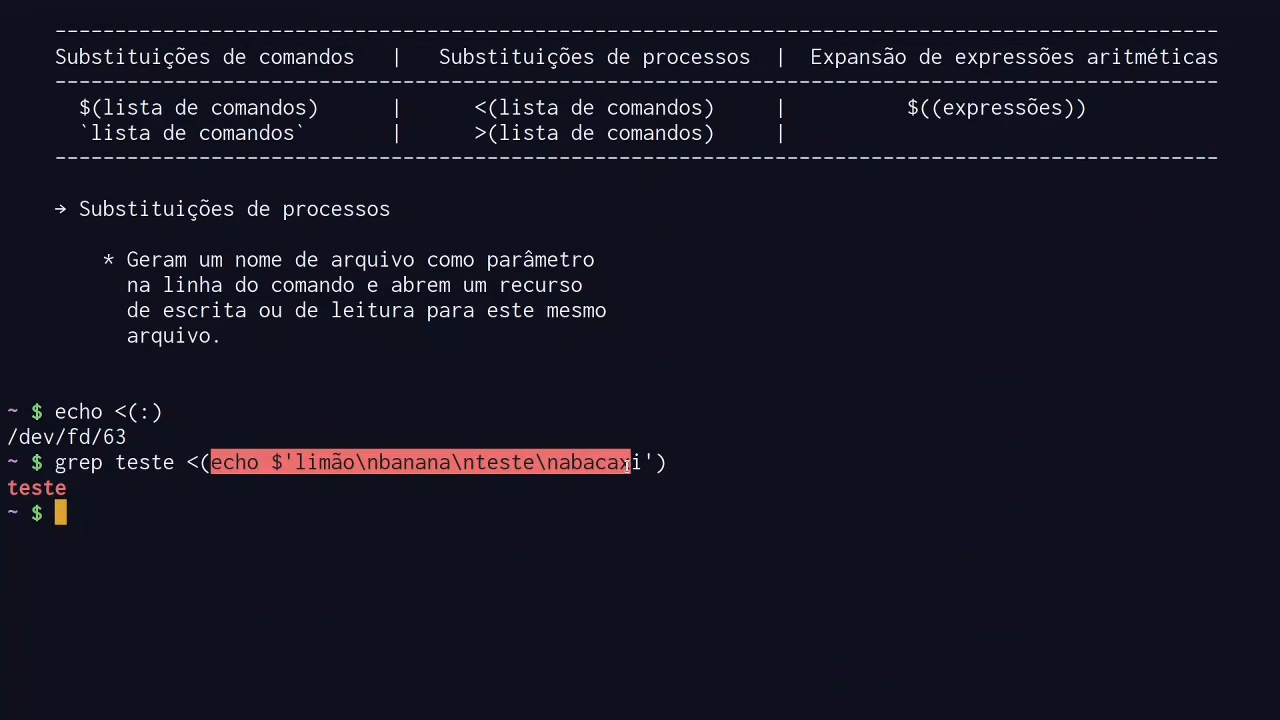 -------------------------------------------------------------------------------------------------
Substituições de comandos   |   Substituições de processos  |  Expansão de expressões aritméticas
-------------------------------------------------------------------------------------------------
$(lista de comandos)      |      <(lista de comandos)     |          $((expressões))
`lista de comandos`       |      >(lista de comandos)     |
-------------------------------------------------------------------------------------------------
→ Substituições de processos
* Geram um nome de arquivo como parâmetro
na linha do comando e abrem um recurso
de escrita ou de leitura para este mesmo
arquivo.
~ $ echo <(:)
/dev/fd/63
~ $ grep teste <(echo $'limão\nbanana\nteste\nabacaxi')
teste
~ $